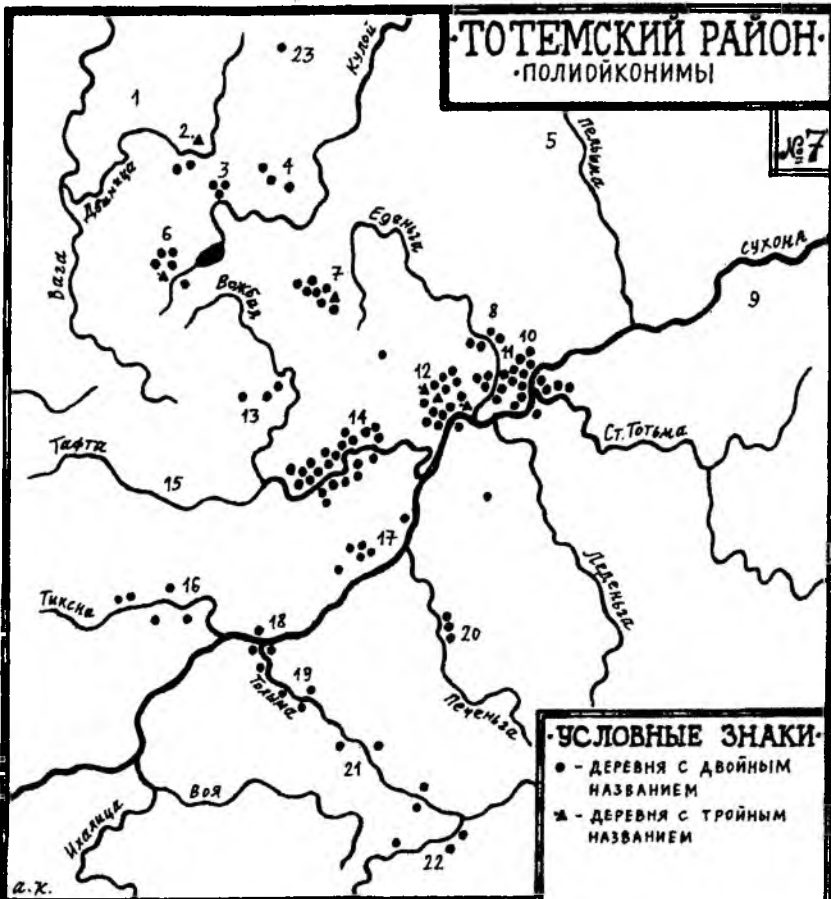 ·ТОТЕМСКИЙ РАЙОН·
·ПОЛИОЙКОНИМЫ
№7
23
Кулой
1
2.
5
Пельшма
3
4
Двиница
Еденьга
6
Сухона
Вага
7
Вожбал
9
8
10
11
12
13
14
Ст. Тотьма
Тафта
15
17
Леденьга
16
Тиксна
18
20
19
Толшма
Печеньга
21
Воя
Ихалица
22
а.к.
·УСЛОВНЫЕ ЗНАКИ·
- ДЕРЕВНЯ С ДВОЙНЫМ
НАЗВАНИЕМ
- ДЕРЕВНЯ С ТРОЙНЫМ
НАЗВАНИЕМ